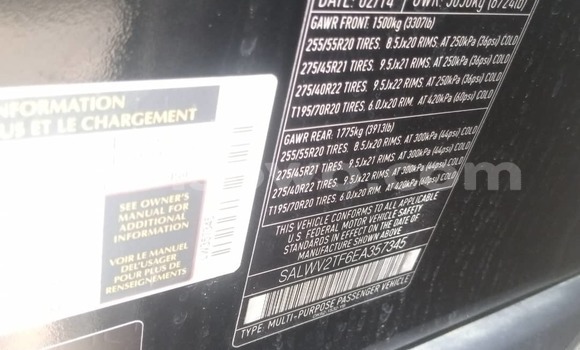 DATE: 02/14 GVWR: 3050kg (6724lb)
GAWR FRONT: 1500kg (3307lb)
255/55R20 TIRES. 8.5Jx20 RIMS. AT 250kPa (36psi) COLD
275/45R21 TIRES. 9.5Jx21 RIMS. AT 250kPa (36psi) COLD
275/40R22 TIRES. 9.5Jx22 RIMS. AT 250kPa (36psi) COLD
T195/70R20 TIRES. 6.0Jx20 RIM. AT 420kPa (60psi) COLD
GAWR REAR: 1775kg (3913lb)
255/55R20 TIRES. 8.5Jx20 RIMS. AT 300kPa (44psi) COLD
275/45R21 TIRES. 9.5Jx21 RIMS. AT 300kPa (44psi) COLD
275/40R22 TIRES. 9.5Jx22 RIMS. AT 300kPa (44psi) COLD
T195/70R20 TIRES. 6.0Jx20 RIM. AT 420kPa (60psi) COLD
THIS VEHICLE CONFORMS TO ALL APPLICABLE
U.S. FEDERAL MOTOR VEHICLE SAFETY
STANDARDS IN EFFECT ON THE DATE OF
MANUFACTURE SHOWN ABOVE.
SALWV2TF6EA357345
TYPE: MULTI-PURPOSE PASSENGER VEHICLE
INFORMATION
US ET LE CHARGEMENT
SEE OWNER'S
MANUAL FOR
ADDITIONAL
INFORMATION
VOIR LE MANUEL
DE L'USAGER
POUR PLUS DE
RENSEIGNEMENTS